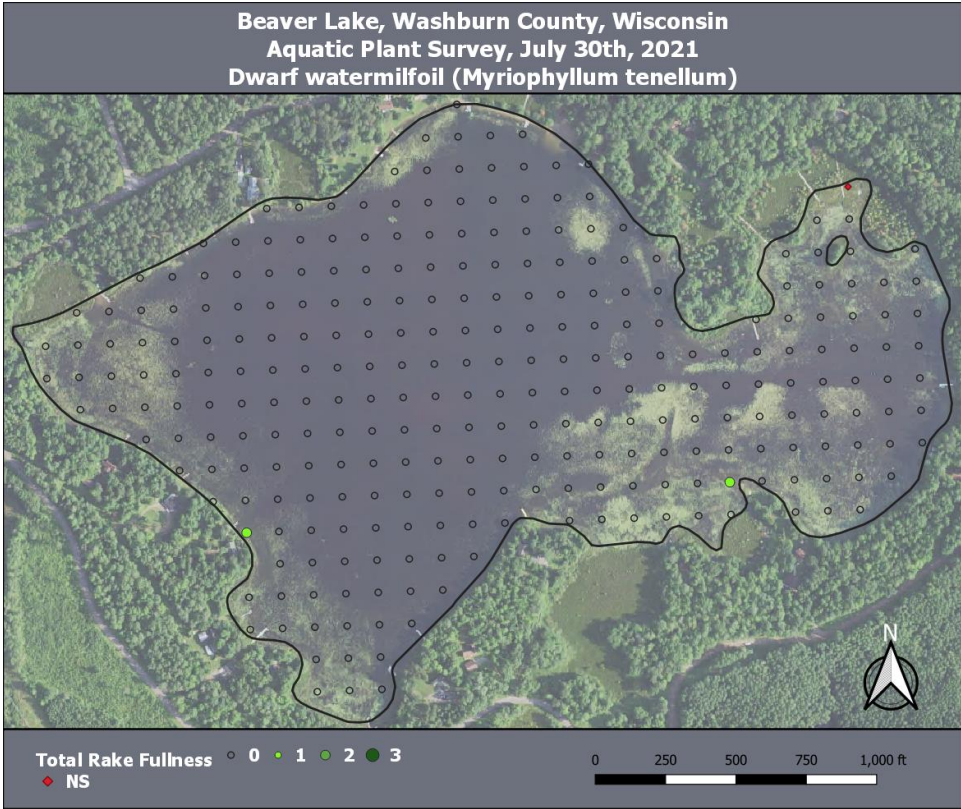 Beaver Lake, Washburn County, Wisconsin
Aquatic Plant Survey, July 30th, 2021
Dwarf watermilfoil (Myriophyllum tenellum)
N
Total Rake Fullness 0 1 2 3
NS
0 250 500 750 1,000 ft